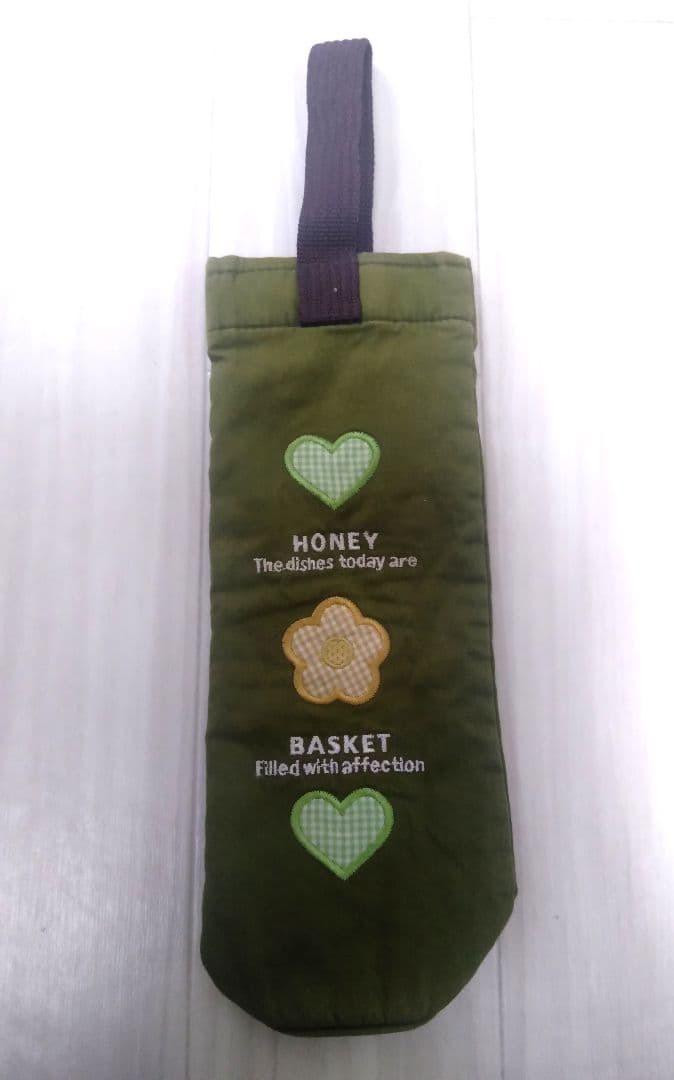 HONEY
The dishes today are
BASKET
Filled with affection